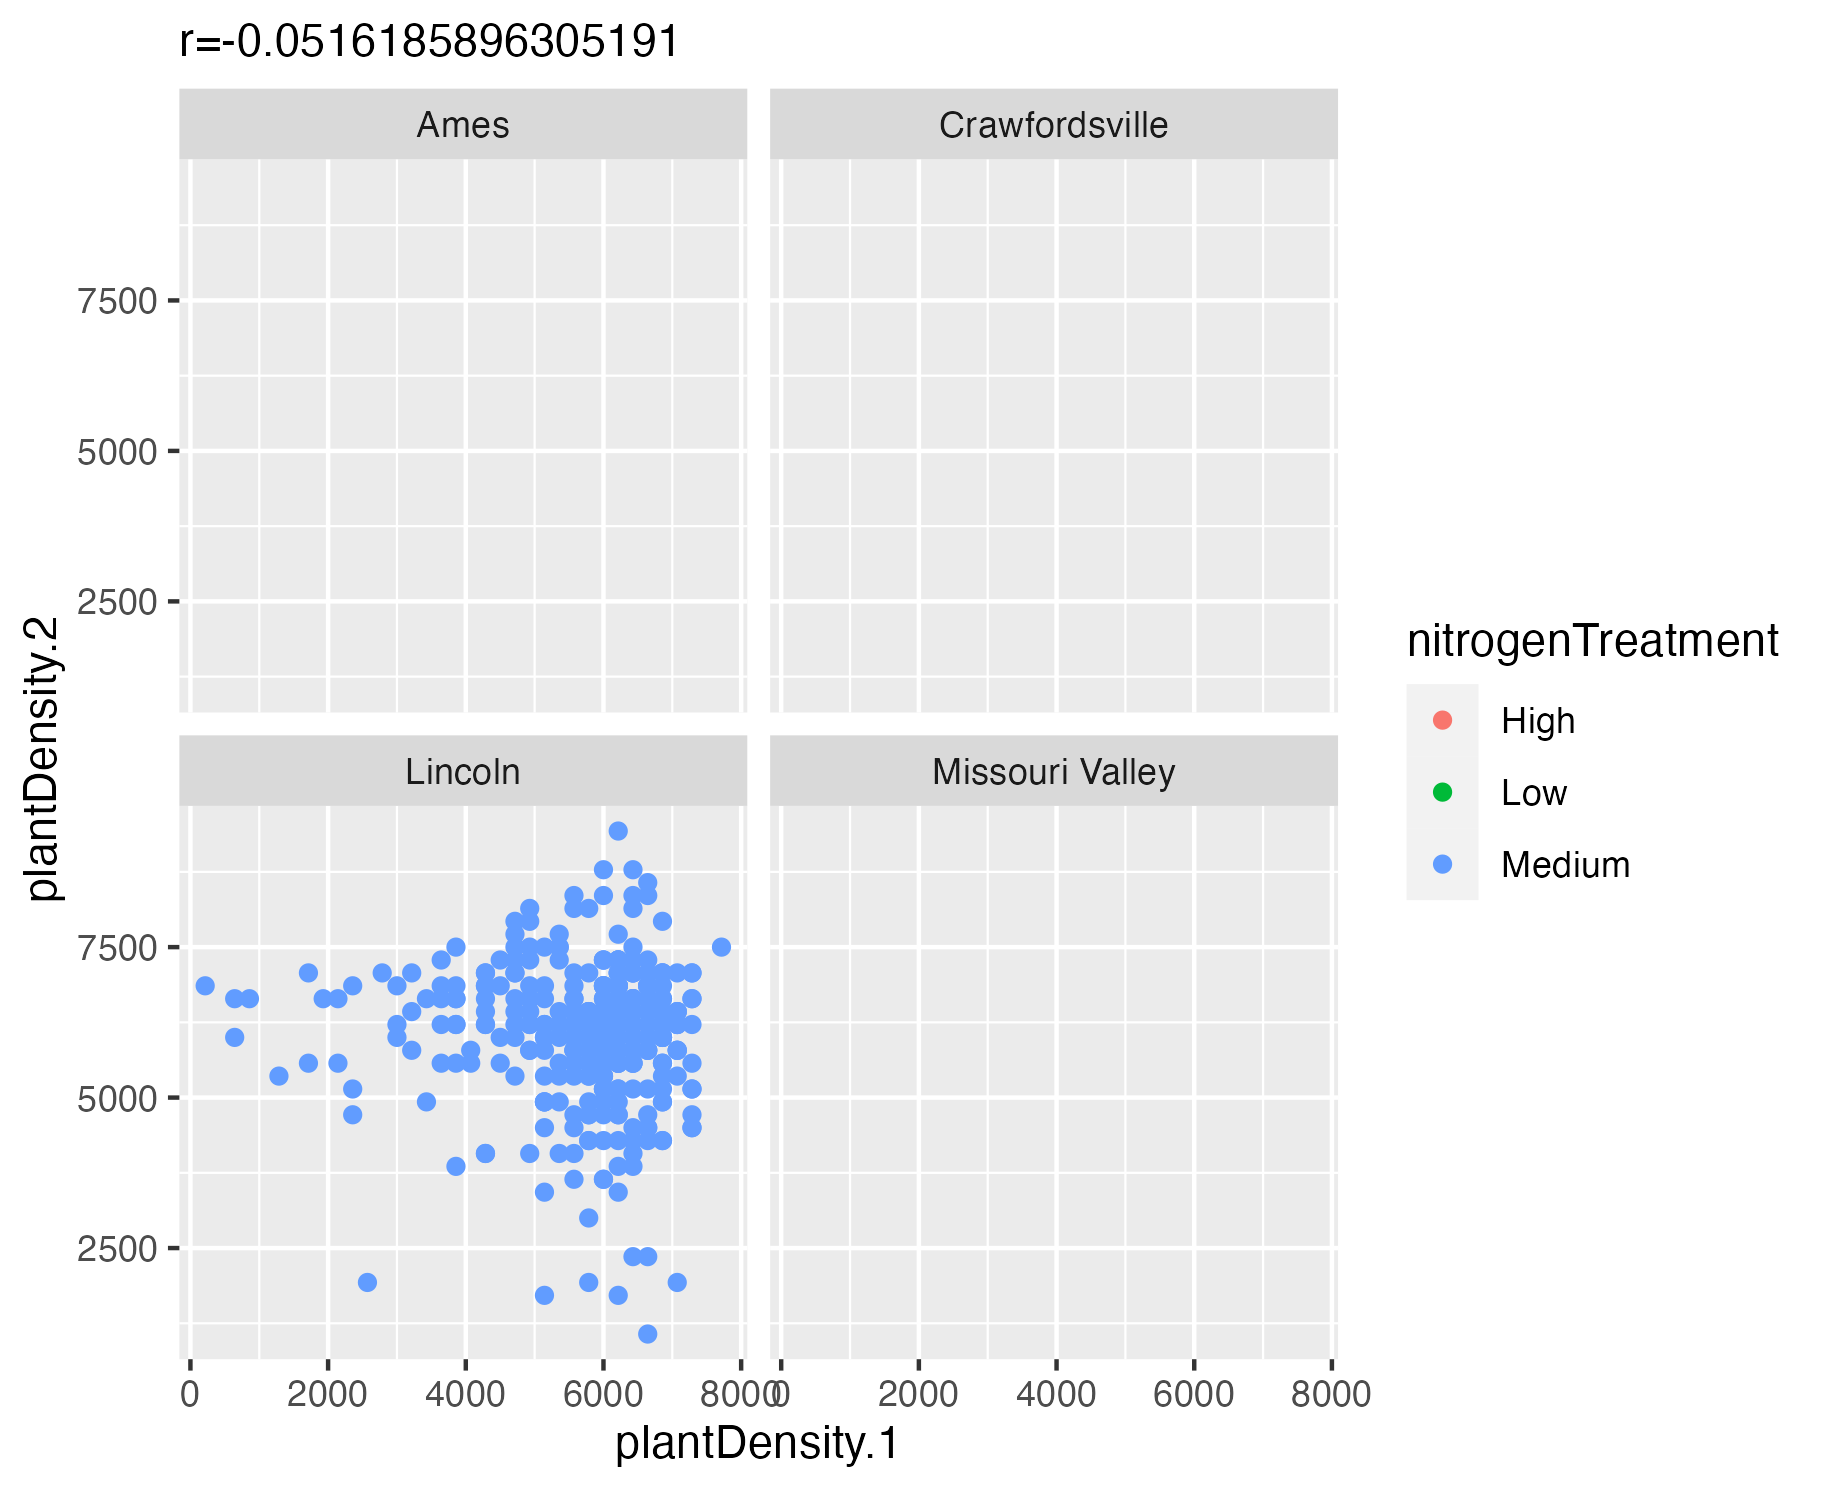 r=-0.0516185896305191
Ames
Crawfordsville
7500
5000
2500
Lincoln
Missouri Valley
7500
5000
2500
0 2000 4000 6000 8000
0 2000 4000 6000 8000
plantDensity.1
plantDensity.2
nitrogenTreatment
High
Low
Medium